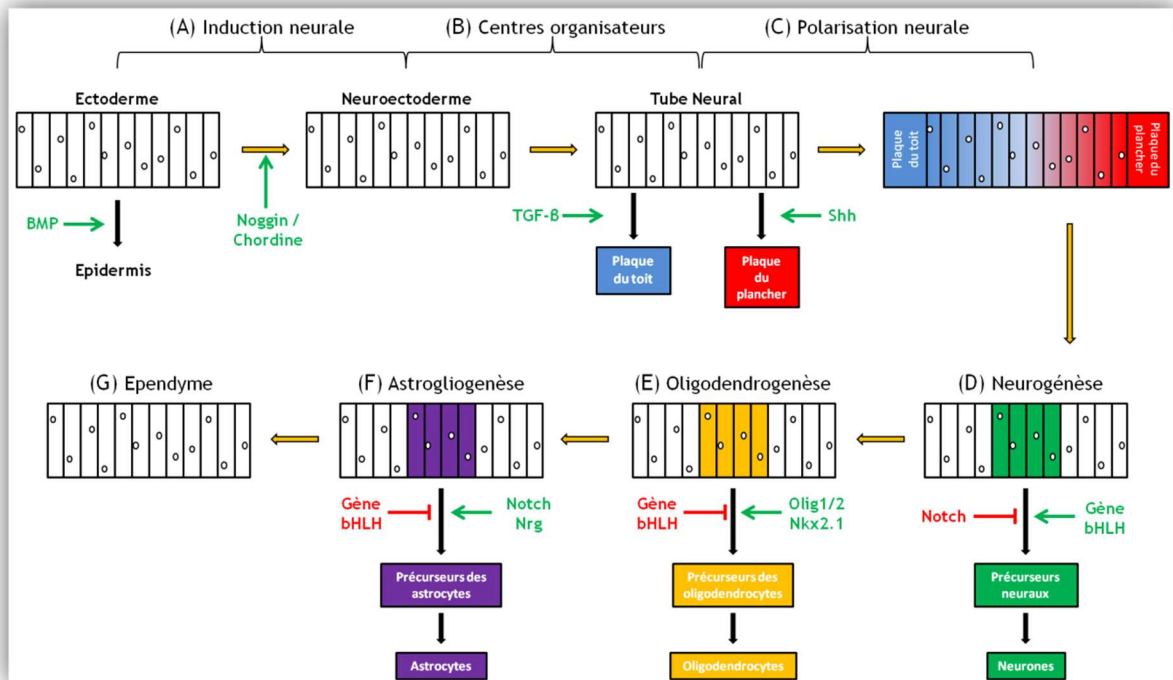 (A) Induction neurale
(B) Centres organisateurs
(C) Polarisation neurale
Ectoderme
Neuroectoderme
Tube Neural
Plaque
du toit
Plaque du
plancher
BMP
Noggin /
Chordine
TGF-B
Shh
Epidermis
Plaque
du toit
Plaque
du
plancher
(G) Ependyme
(F) Astrogliogenèse
(E) Oligodendrogenèse
(D) Neurogénèse
Gène
bHLH
Notch
Nrg
Gène
bHLH
Olig1/2
Nkx2.1
Notch
Gène
bHLH
Précurseurs des
astrocytes
Précurseurs des
oligodendrocytes
Précurseurs
neuraux
Astrocytes
Oligodendrocytes
Neurones